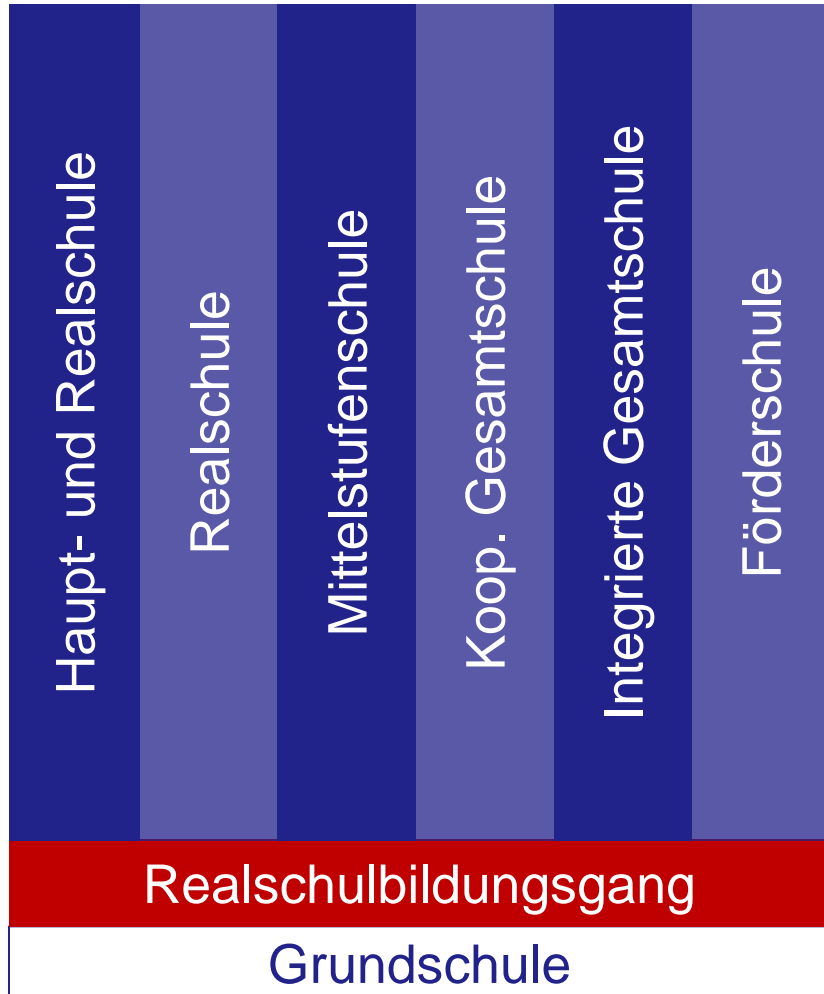 Haupt- und Realschule
Realschule
Mittelstufenschule
Koop. Gesamtschule
Integrierte Gesamtschule
Förderschule
Realschulbildungsgang
Grundschule